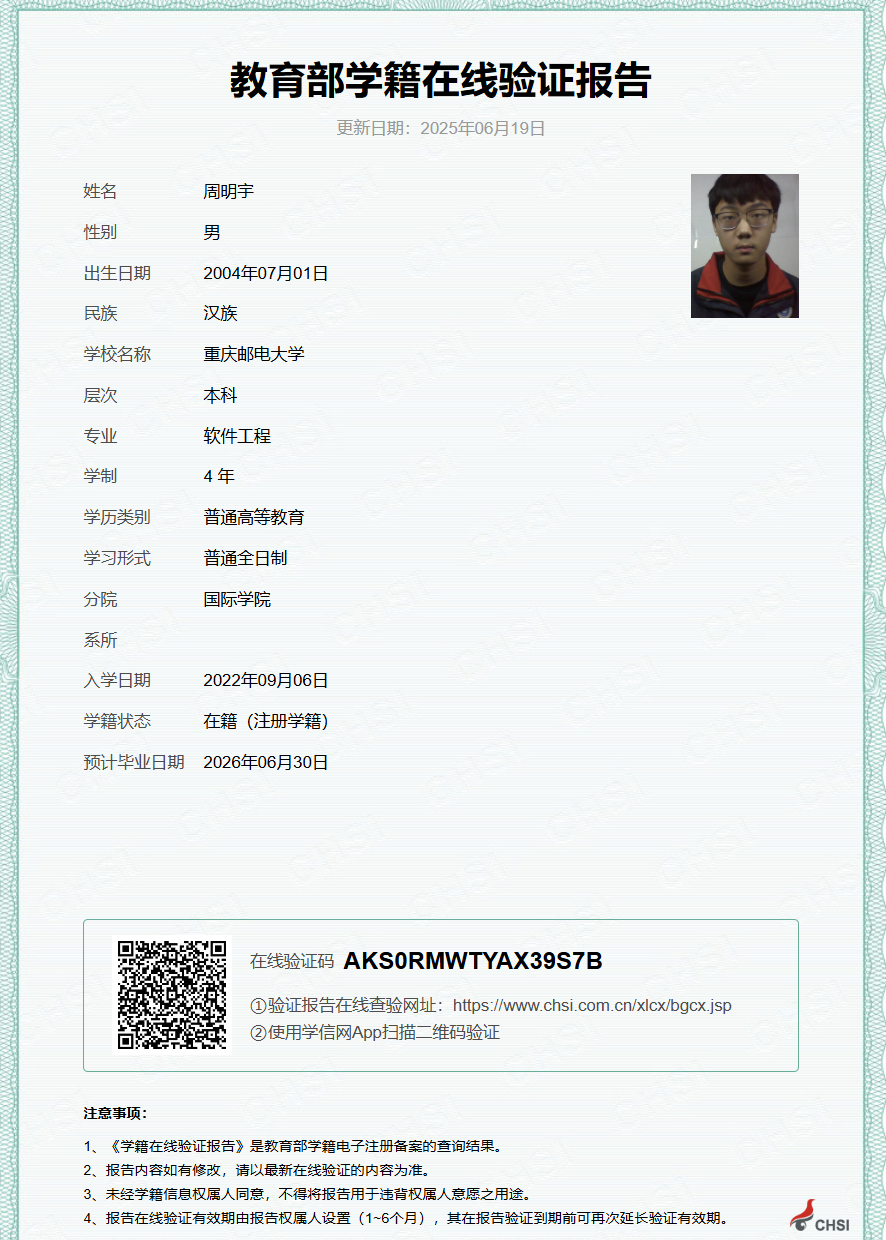 教育部学籍在线验证报告
更新日期：2025年06月19日
姓名 周明宇
性别 男
出生日期 2004年07月01日
民族 汉族
学校名称 重庆邮电大学
层次 本科
专业 软件工程
学制 4 年
学历类别 普通高等教育
学习形式 普通全日制
分院 国际学院
系所
入学日期 2022年09月06日
学籍状态 在籍（注册学籍）
预计毕业日期 2026年06月30日
在线验证码 AKS0RMWTYAX39S7B
①验证报告在线查验网址：https://www.chsi.com.cn/xlcx/bgcx.jsp
②使用学信网App扫描二维码验证
注意事项：
1、《学籍在线验证报告》是教育部学籍电子注册备案的查询结果。
2、报告内容如有修改，请以最新在线验证的内容为准。
3、未经学籍信息权属人同意，不得将报告用于违背权属人意愿之用途。
4、报告在线验证有效期由报告权属人设置（1~6个月），其在报告验证到期前可再次延长验证有效期。
CHSI